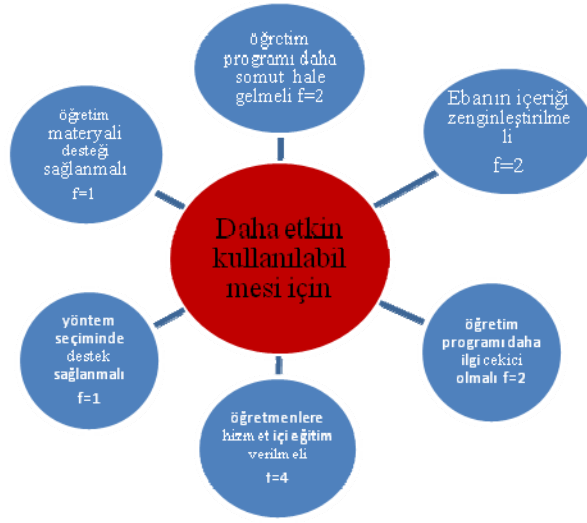 öğretim
programı daha
somut hale
gelmeli f=2
Ebanın içeriği
zenginleştirilme
li
f=2
öğretim
programı daha
ilgi cekici
olmalı f=2
öğretmenlere
hizmet içi eğitim
verilmeli
f=4
yöntem
seçiminde
destek
sağlanmalı
f=1
öğretim
materyali
desteği
sağlanmalı
f=1
Daha etkin
kullanılabil
mesi için